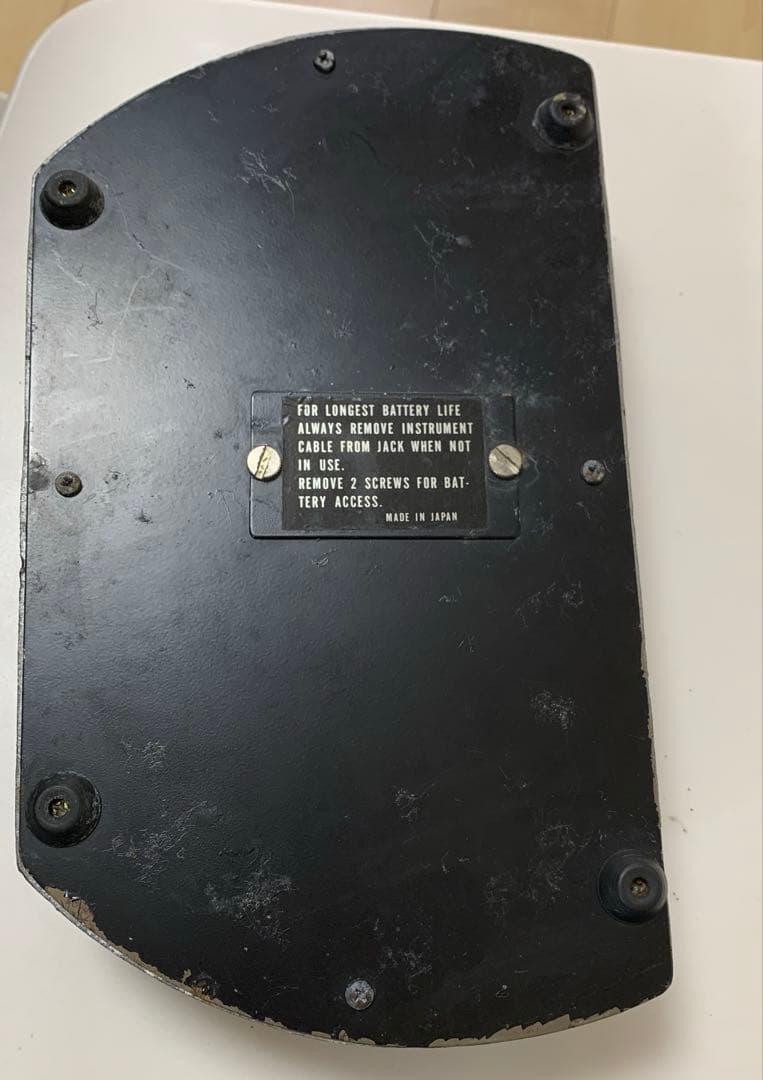 FOR LONGEST BATTERY LIFE
ALWAYS REMOVE INSTRUMENT
CABLE FROM JACK WHEN NOT
IN USE.
REMOVE 2 SCREWS FOR BAT-
TERY ACCESS.
MADE IN JAPAN